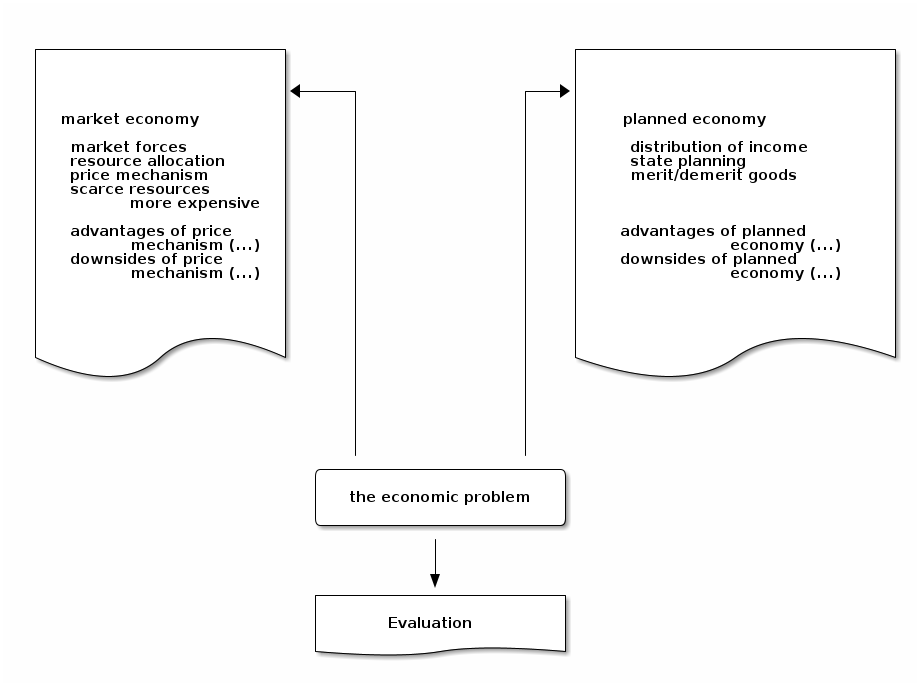 market economy
market forces
resource allocation
price mechanism
scarce resources
more expensive
advantages of price
mechanism (...)
downsides of price
mechanism (...)
planned economy
distribution of income
state planning
merit/demerit goods
advantages of planned
economy (...)
downsides of planned
economy (...)
the economic problem
Evaluation